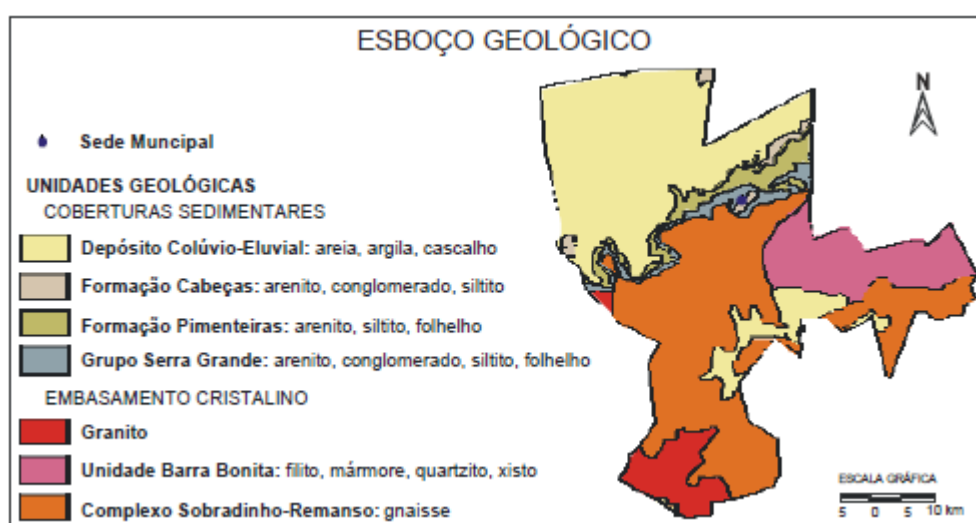 ESBOÇO GEOLÓGICO
N
Sede Muncipal
UNIDADES GEOLÓGICAS
COBERTURAS SEDIMENTARES
Depósito Colúvio-Eluvial: areia, argila, cascalho
Formação Cabeças: arenito, conglomerado, siltito
Formação Pimenteiras: arenito, siltito, folhelho
Grupo Serra Grande: arenito, conglomerado, siltito, folhelho
EMBASAMENTO CRISTALINO
Granito
Unidade Barra Bonita: filito, mármore, quartzito, xisto
Complexo Sobradinho-Remanso: gnaisse
ESCALA GRÁFICA
5 0 5 10 km